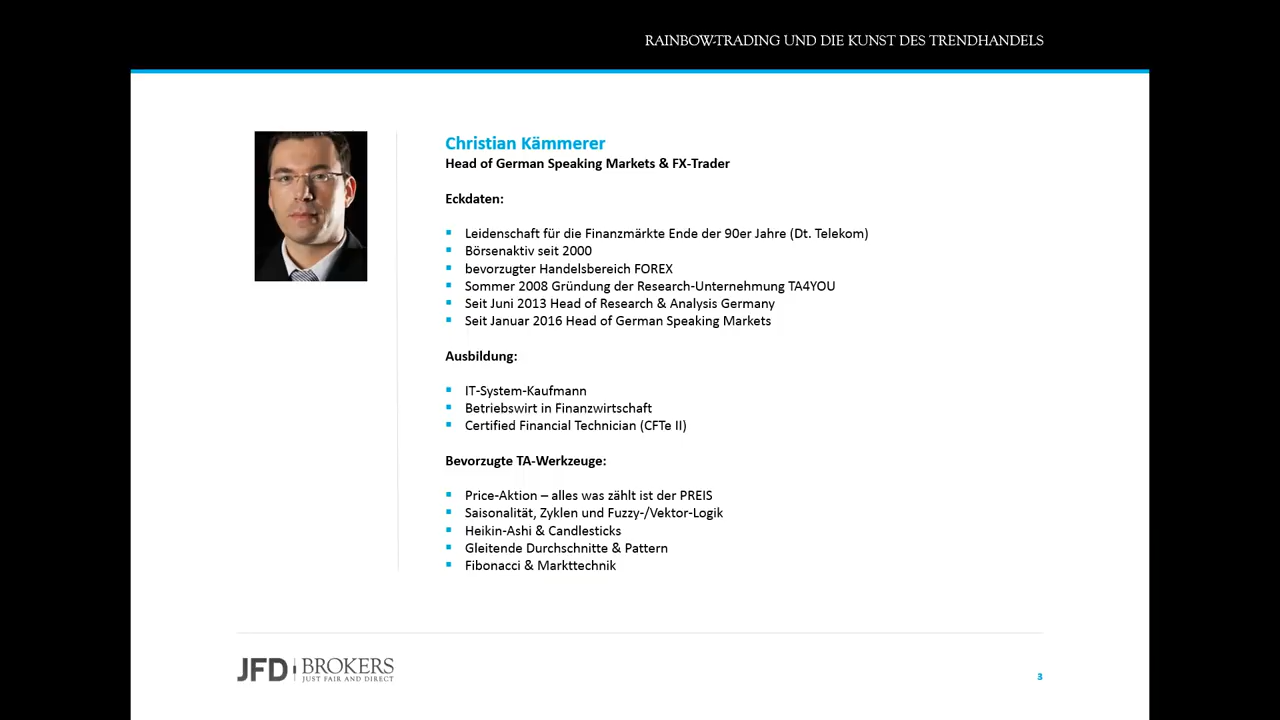 RAINBOW-TRADING UND DIE KUNST DES TRENDHANDELS
Christian Kämmerer
Head of German Speaking Markets & FX-Trader
Eckdaten:
Leidenschaft für die Finanzmärkte Ende der 90er Jahre (Dt. Telekom)
Börsenaktiv seit 2000
bevorzugter Handelsbereich FOREX
Sommer 2008 Gründung der Research-Unternehmung TA4YOU
Seit Juni 2013 Head of Research & Analysis Germany
Seit Januar 2016 Head of German Speaking Markets
Ausbildung:
IT-System-Kaufmann
Betriebswirt in Finanzwirtschaft
Certified Financial Technician (CFTe II)
Bevorzugte TA-Werkzeuge:
Price-Aktion – alles was zählt ist der PREIS
Saisonalität, Zyklen und Fuzzy-/Vektor-Logik
Heikin-Ashi & Candlesticks
Gleitende Durchschnitte & Pattern
Fibonacci & Markttechnik
JFD BROKERS
JUST FAIR AND DIRECT
3